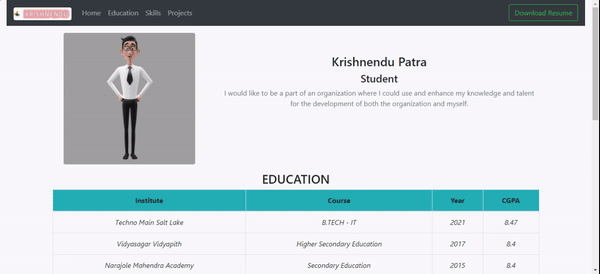 KRISHNENDU Home Education Skills Projects Download Resume
Krishnendu Patra
Student
I would like to be a part of an organization where I could use and enhance my knowledge and talent
for the development of both the organization and myself.
EDUCATION
Institute Course Year CGPA
Techno Main Salt Lake B.TECH - IT 2021 8.47
Vidyasagar Vidyapith Higher Secondary Education 2017 8.4
Narajole Mahendra Academy Secondary Education 2015 8.4